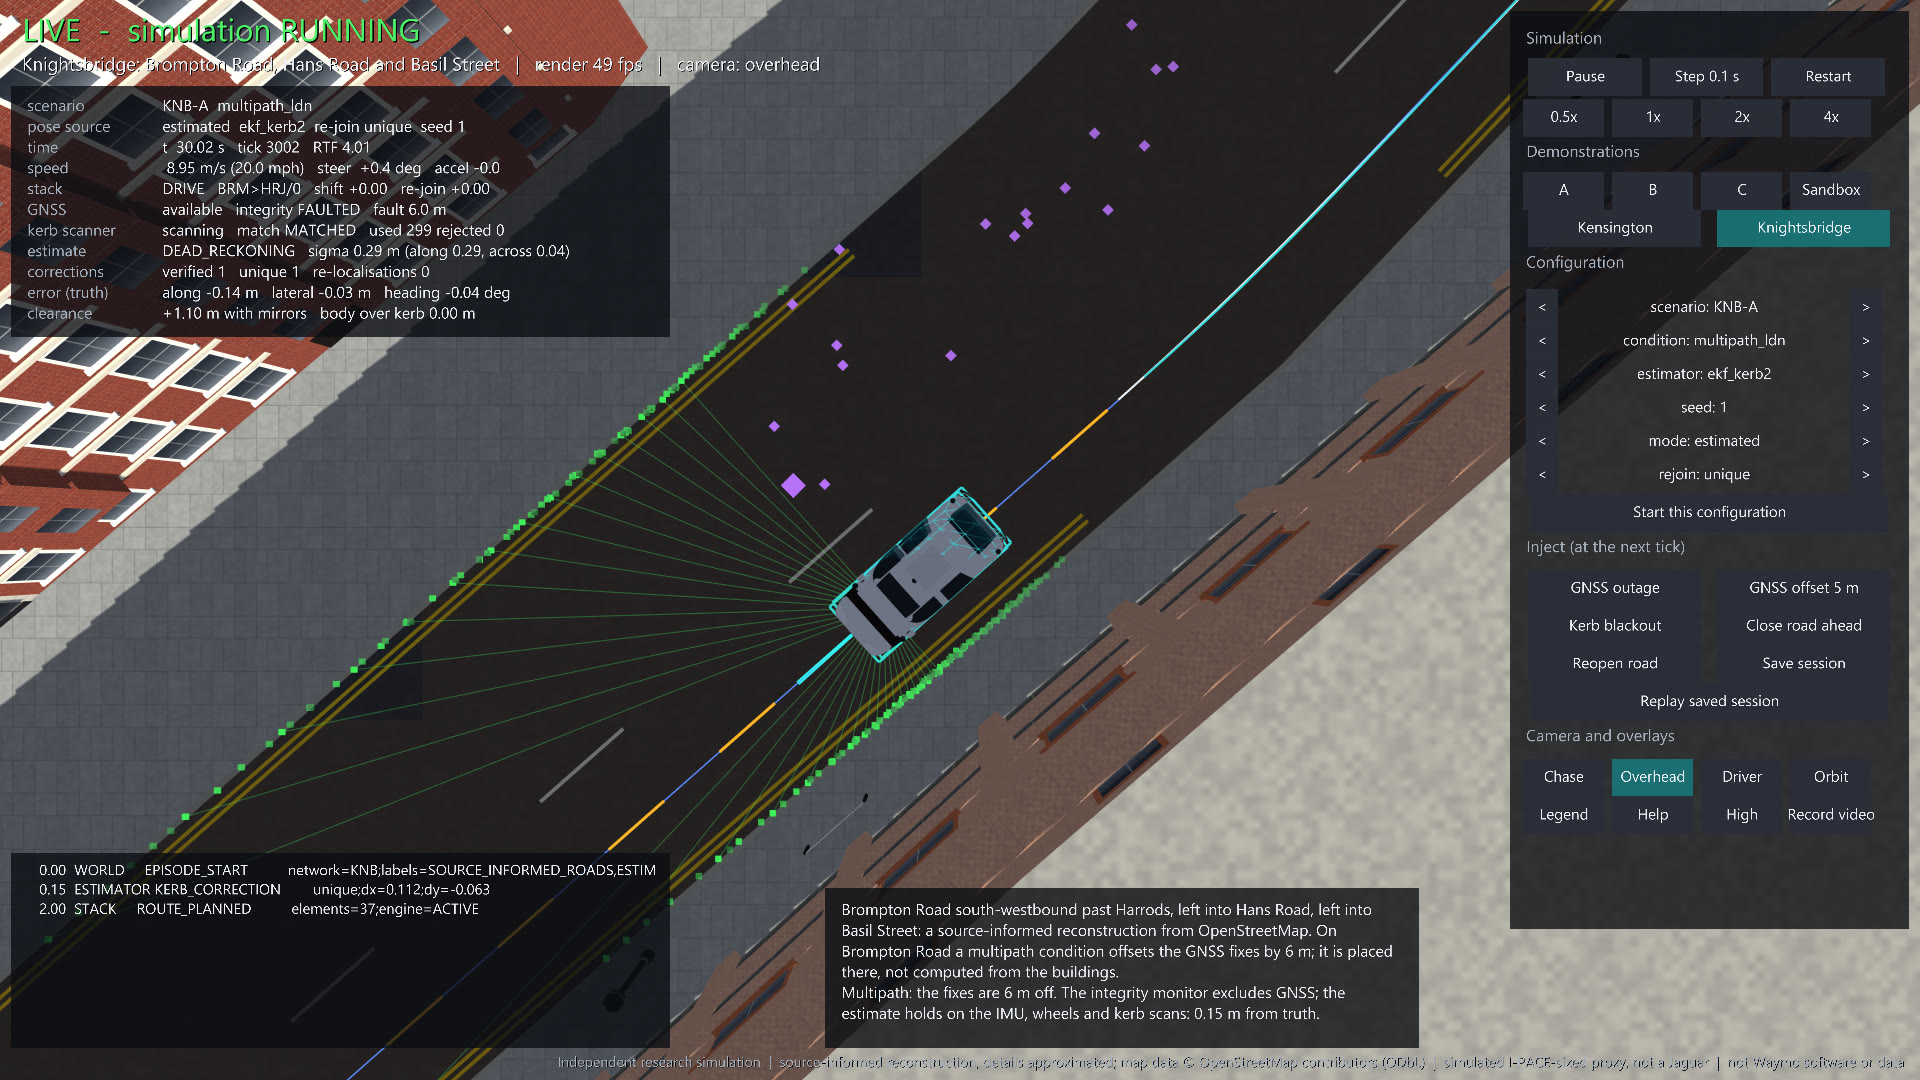 LIVE - simulation RUNNING
Knightsbridge: Brompton Road, Hans Road and Basil Street | render 49 fps | camera: overhead
scenario KNB-A multipath_ldn
pose source estimated ekf_kerb2 re-join unique seed 1
time t 30.02 s tick 3002 RTF 4.01
speed 8.95 m/s (20.0 mph) steer +0.4 deg accel -0.0
stack DRIVE BRM>HRJ/0 shift +0.00 re-join +0.00
GNSS available integrity FAULTED fault 6.0 m
kerb scanner scanning match MATCHED used 299 rejected 0
estimate DEAD_RECKONING sigma 0.29 m (along 0.29, across 0.04)
corrections verified 1 unique 1 re-localisations 0
error (truth) along -0.14 m lateral -0.03 m heading -0.04 deg
clearance +1.10 m with mirrors body over kerb 0.00 m
Simulation
Pause Step 0.1 s Restart
0.5x 1x 2x 4x
Demonstrations
A B C Sandbox
Kensington Knightsbridge
Configuration
< scenario: KNB-A >
< condition: multipath_ldn >
< estimator: ekf_kerb2 >
< seed: 1 >
< mode: estimated >
< rejoin: unique >
Start this configuration
Inject (at the next tick)
GNSS outage GNSS offset 5 m
Kerb blackout Close road ahead
Reopen road Save session
Replay saved session
Camera and overlays
Chase Overhead Driver Orbit
Legend Help High Record video
0.00 WORLD EPISODE_START network=KNB;labels=SOURCE_INFORMED_ROADS,ESTIM
0.15 ESTIMATOR KERB_CORRECTION unique;dx=0.112;dy=-0.063
2.00 STACK ROUTE_PLANNED elements=37;engine=ACTIVE
Brompton Road south-westbound past Harrods, left into Hans Road, left into
Basil Street: a source-informed reconstruction from OpenStreetMap. On
Brompton Road a multipath condition offsets the GNSS fixes by 6 m; it is placed
there, not computed from the buildings.
Multipath: the fixes are 6 m off. The integrity monitor excludes GNSS; the
estimate holds on the IMU, wheels and kerb scans: 0.15 m from truth.
Independent research simulation | source-informed reconstruction, details approximated; map data © OpenStreetMap contributors (ODbL) | simulated I-PACE-sized proxy, not a Jaguar | not Waymo software or data